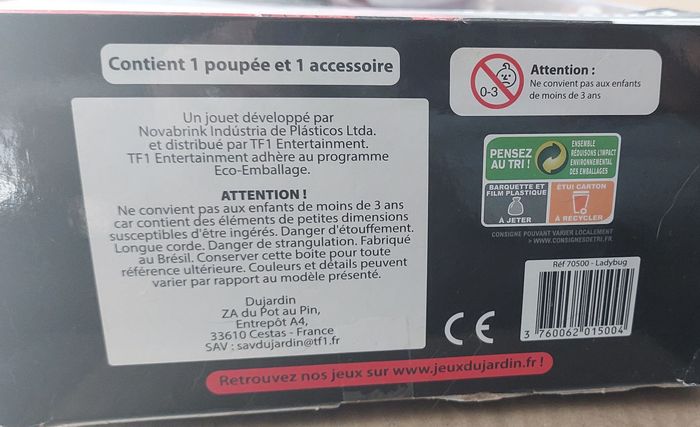 Contient 1 poupée et 1 accessoire
0-3
Attention :
Ne convient pas aux enfants
de moins de 3 ans
Un jouet développé par
Novabrink Indústria de Plásticos Ltda.
et distribué par TF1 Entertainment.
TF1 Entertainment adhère au programme
Eco-Emballage.
ATTENTION !
Ne convient pas aux enfants de moins de 3 ans
car contient des éléments de petites dimensions
susceptibles d'être ingérés. Danger d'étouffement.
Longue corde. Danger de strangulation. Fabriqué
au Brésil. Conserver cette boite pour toute
référence ultérieure. Couleurs et détails peuvent
varier par rapport au modèle présenté.
Dujardin
ZA du Pot au Pin,
Entrepôt A4,
33610 Cestas - France
SAV : savdujardin@tf1.fr
PENSEZ
AU TRI !
ENSEMBLE
RÉDUISONS L'IMPACT
ENVIRONNEMENTAL
DES EMBALLAGES
BARQUETTE ET
FILM PLASTIQUE
À JETER
ÉTUI CARTON
À RECYCLER
CONSIGNE POUVANT VARIER LOCALEMENT
> WWW.CONSIGNESDETRI.FR
Réf 70500 - Ladybug
3 760062 015004
CE
Retrouvez nos jeux sur www.jeuxdujardin.fr !